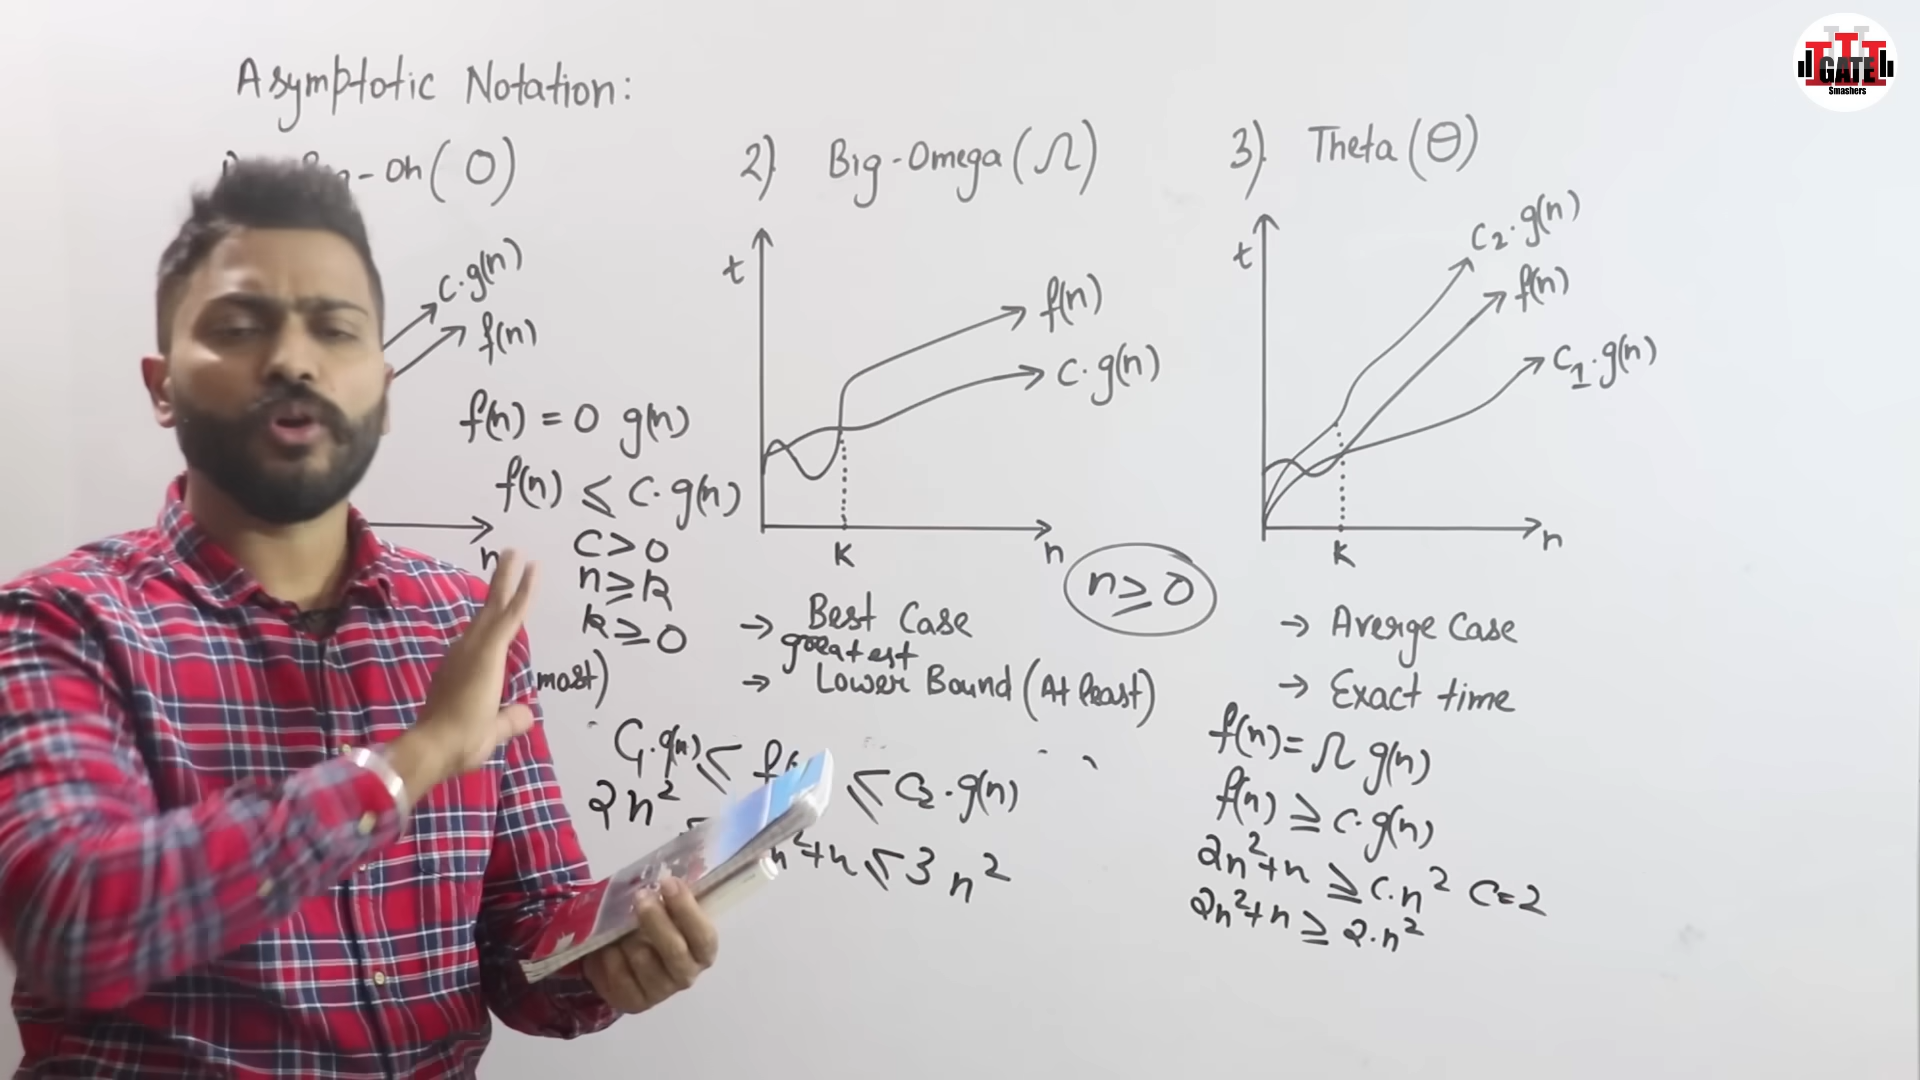 Asymptotic Notation:
-Oh (O)
c.g(n)
f(n)
f(n) = O g(n)
f(n) ≤ c.g(n)
c>0
n≥k
k≥0
n
most)
2) Big-Omega (Ω)
t
f(n)
c.g(n)
k
n
n≥0
→ Best Case
greatest
→ Lower Bound (At least)
C1.g(n) ≤ ≤ C2.g(n)
2n² n²+n ≤ 3n²
3) Theta (Θ)
t
c2.g(n)
f(n)
c1.g(n)
k
n
→ Averge Case
→ Exact time
f(n) = Ω g(n)
f(n) ≥ c.g(n)
2n²+n ≥ c.n² c=2
2n²+n ≥ 2.n²
GATE
Smashers